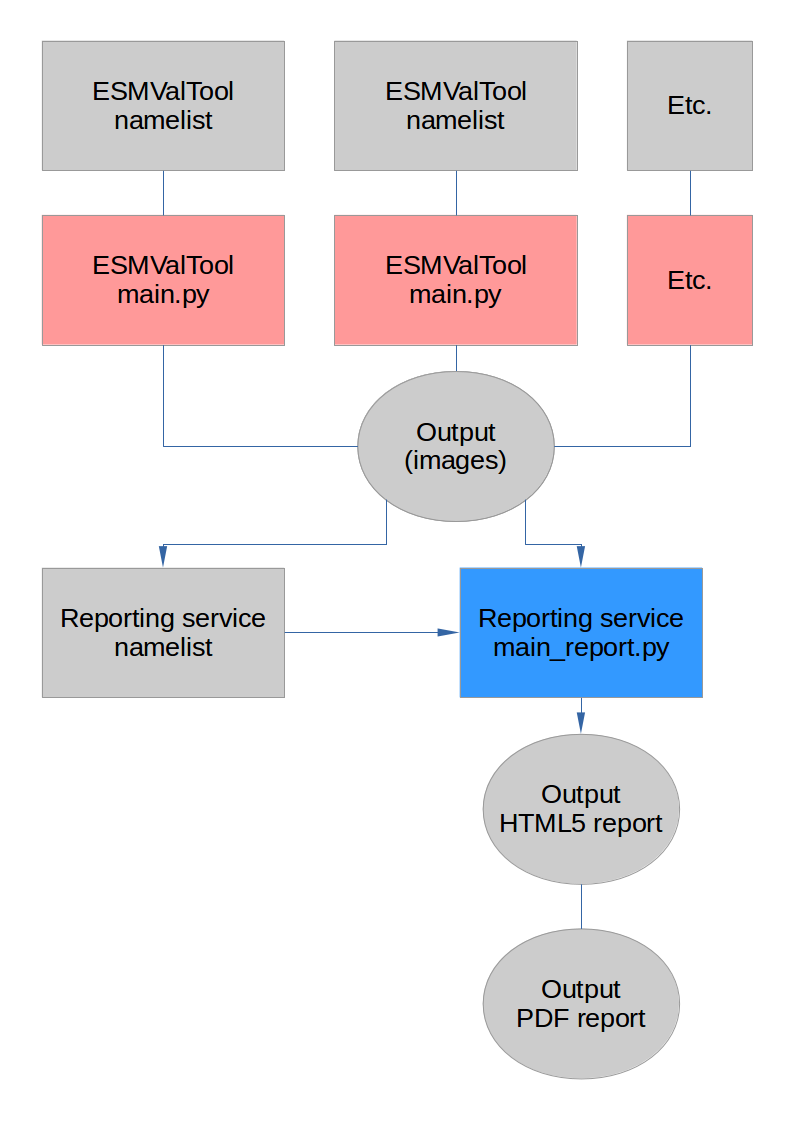 ESMValTool
namelist
ESMValTool
namelist
Etc.
ESMValTool
main.py
ESMValTool
main.py
Etc.
Output
(images)
Reporting service
namelist
Reporting service
main_report.py
Output
HTML5 report
Output
PDF report